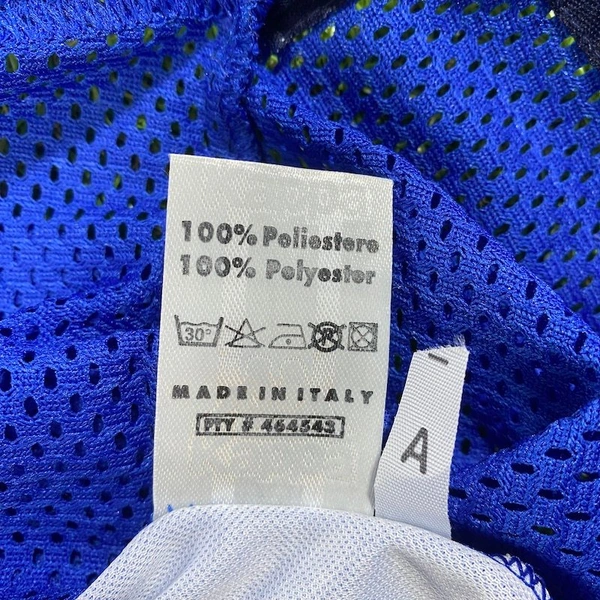 100% Poliestere
100% Polyester
30°
MADE IN ITALY
PTY # 464543
A